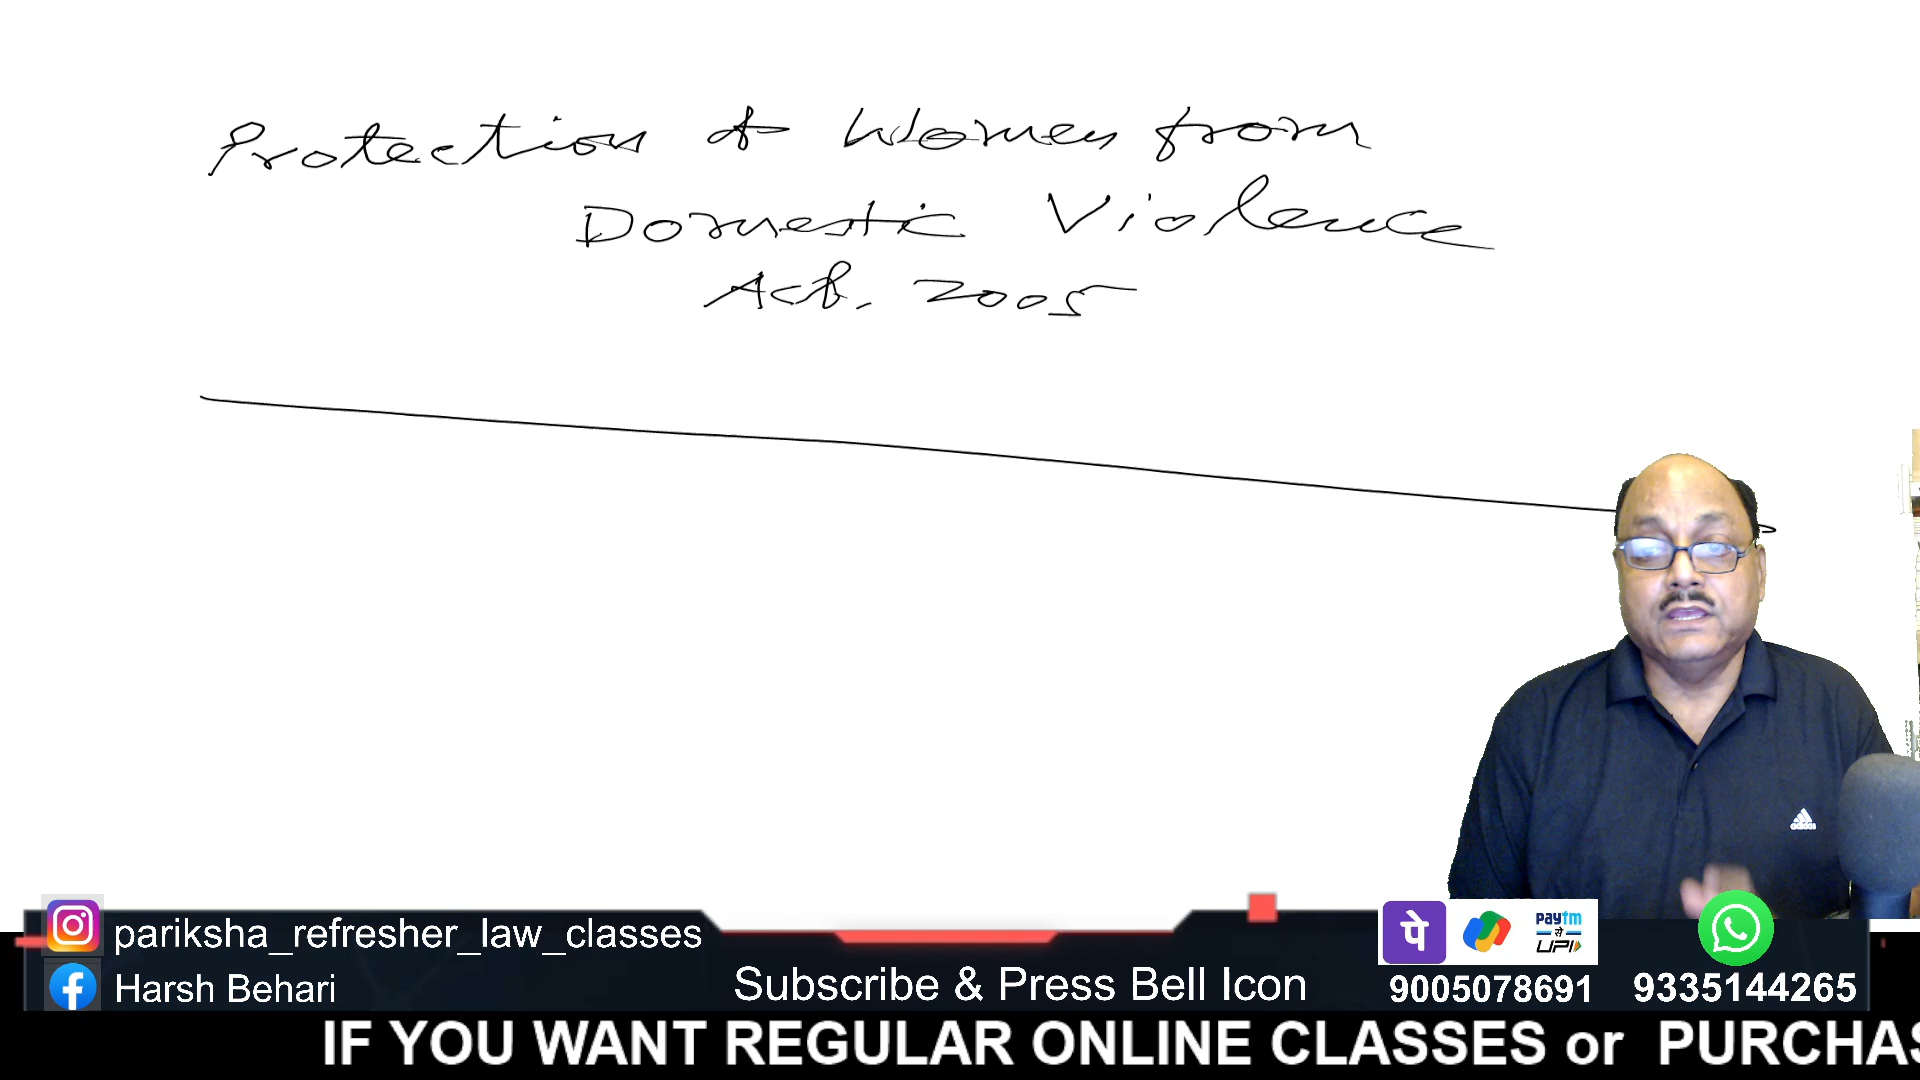 Protection of Women from
Domestic Violence
Act. 2005
adidas
pariksha_refresher_law_classes
Harsh Behari
Subscribe & Press Bell Icon
पे
paytm
से
UPI
9005078691
9335144265
IF YOU WANT REGULAR ONLINE CLASSES or PURCHAS